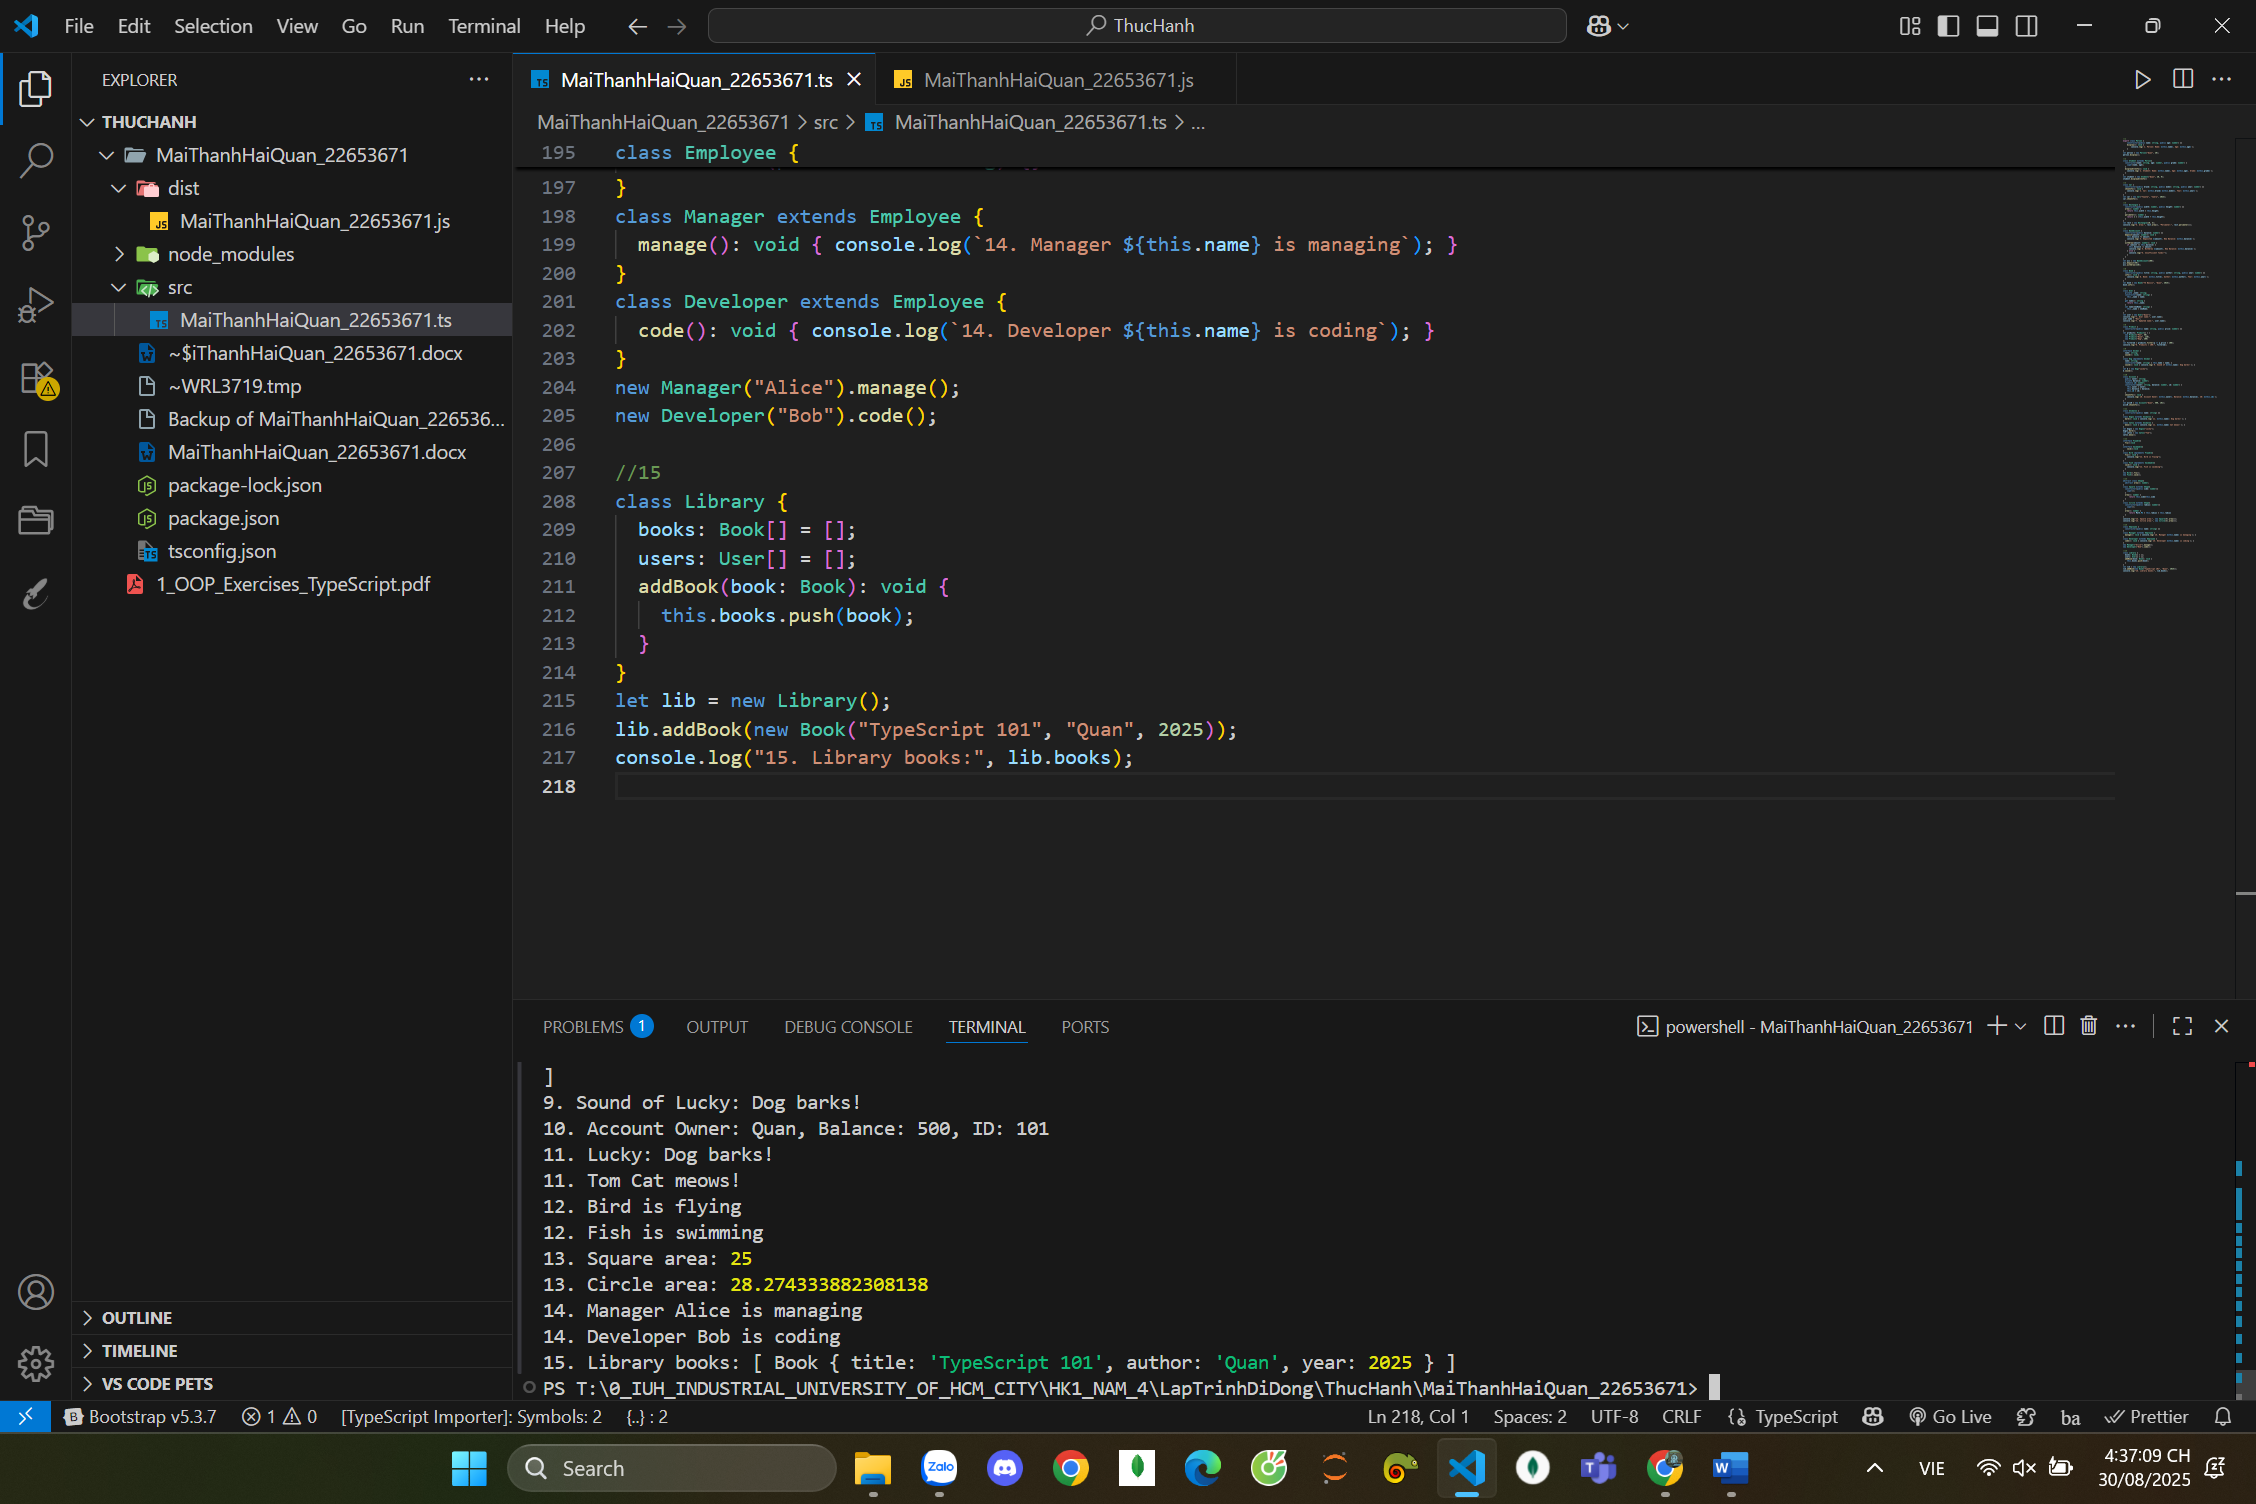 File Edit Selection View Go Run Terminal Help
ThucHanh
EXPLORER
THUCHANH
MaiThanhHaiQuan_22653671
dist
MaiThanhHaiQuan_22653671.js
node_modules
src
MaiThanhHaiQuan_22653671.ts
~$iThanhHaiQuan_22653671.docx
~WRL3719.tmp
Backup of MaiThanhHaiQuan_226536...
MaiThanhHaiQuan_22653671.docx
package-lock.json
package.json
tsconfig.json
1_OOP_Exercises_TypeScript.pdf
OUTLINE
TIMELINE
VS CODE PETS
MaiThanhHaiQuan_22653671.ts
MaiThanhHaiQuan_22653671.js
MaiThanhHaiQuan_22653671 > src > MaiThanhHaiQuan_22653671.ts > ...
195 class Employee {
197 }
198 class Manager extends Employee {
199 manage(): void { console.log(`14. Manager ${this.name} is managing`); }
200 }
201 class Developer extends Employee {
202 code(): void { console.log(`14. Developer ${this.name} is coding`); }
203 }
204 new Manager("Alice").manage();
205 new Developer("Bob").code();
206
207 //15
208 class Library {
209 books: Book[] = [];
210 users: User[] = [];
211 addBook(book: Book): void {
212 this.books.push(book);
213 }
214 }
215 let lib = new Library();
216 lib.addBook(new Book("TypeScript 101", "Quan", 2025));
217 console.log("15. Library books:", lib.books);
218
PROBLEMS 1 OUTPUT DEBUG CONSOLE TERMINAL PORTS
powershell - MaiThanhHaiQuan_22653671
]
9. Sound of Lucky: Dog barks!
10. Account Owner: Quan, Balance: 500, ID: 101
11. Lucky: Dog barks!
11. Tom Cat meows!
12. Bird is flying
12. Fish is swimming
13. Square area: 25
13. Circle area: 28.274333882308138
14. Manager Alice is managing
14. Developer Bob is coding
15. Library books: [ Book { title: 'TypeScript 101', author: 'Quan', year: 2025 } ]
PS T:\0_IUH_INDUSTRIAL_UNIVERSITY_OF_HCM_CITY\HK1_NAM_4\LapTrinhDiDong\ThucHanh\MaiThanhHaiQuan_22653671>
Bootstrap v5.3.7 1 0 [TypeScript Importer]: Symbols: 2 {..} : 2 Ln 218, Col 1 Spaces: 2 UTF-8 CRLF TypeScript Go Live ba Prettier
Search
Zalo
VIE
4:37:09 CH
30/08/2025